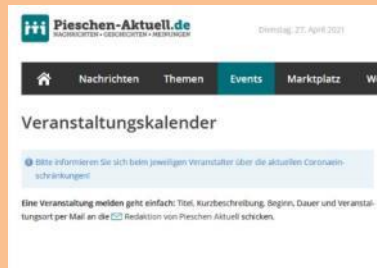 Pieschen-Aktuell.de
NACHRICHTEN • GESCHICHTEN • MEINUNGEN
Dienstag, 27. April 2021
Nachrichten Themen Events Marktplatz
Veranstaltungskalender
Bitte informieren Sie sich beim jeweiligen Veranstalter über die aktuellen Coronaein-
schränkungen!
Eine Veranstaltung melden geht einfach: Titel, Kurzbeschreibung, Beginn, Dauer und Veranstal-
tungsort per Mail an die Redaktion von Pieschen Aktuell schicken.